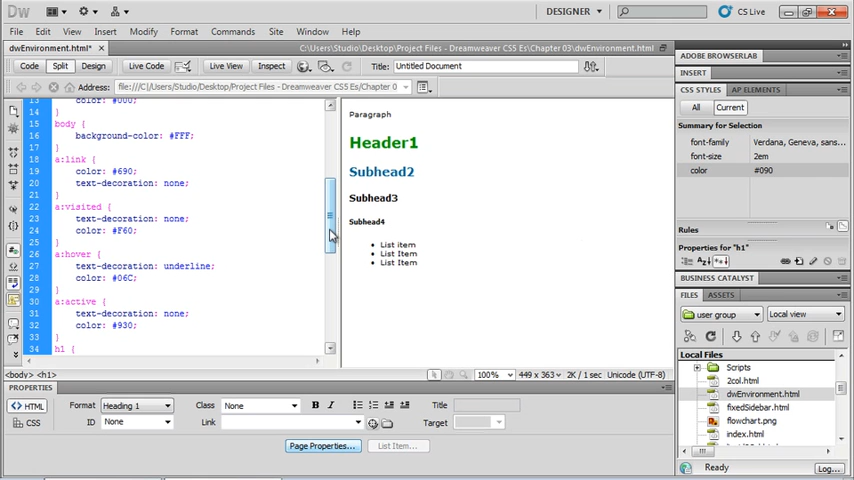 Dw
DESIGNER
CS Live
File Edit View Insert Modify Format Commands Site Window Help
dwEnvironment.html*
C:\Users\Studio\Desktop\Project Files - Dreamweaver CS5 Es\Chapter 03\dwEnvironment.html
Code Split Design Live Code Live View Inspect Title: Untitled Document
Address: file:///C|/Users/Studio/Desktop/Project Files - Dreamweaver CS5 Es/Chapter 0
13 color: #000;
14 }
15 body {
16 background-color: #FFF;
17 }
18 a:link {
19 color: #690;
20 text-decoration: none;
21 }
22 a:visited {
23 text-decoration: none;
24 color: #F60;
25 }
26 a:hover {
27 text-decoration: underline;
28 color: #06C;
29 }
30 a:active {
31 text-decoration: none;
32 color: #930;
33 }
34 h1 {
Paragraph
Header1
Subhead2
Subhead3
Subhead4
• List item
• List Item
• List Item
<body> <h1>
100% 449 x 363 2K / 1 sec Unicode (UTF-8)
PROPERTIES
HTML Format Heading 1 Class None B I Title
CSS ID None Link Target
Page Properties... List Item...
ADOBE BROWSERLAB
INSERT
CSS STYLES AP ELEMENTS
All Current
Summary for Selection
font-family Verdana, Geneva, sans...
font-size 2em
color #090
Rules
Properties for "h1"
BUSINESS CATALYST
FILES ASSETS
user group Local view
Local Files
Scripts
2col.html
dwEnvironment.html
fixedSidebar.html
flowchart.png
index.html
Ready Log...